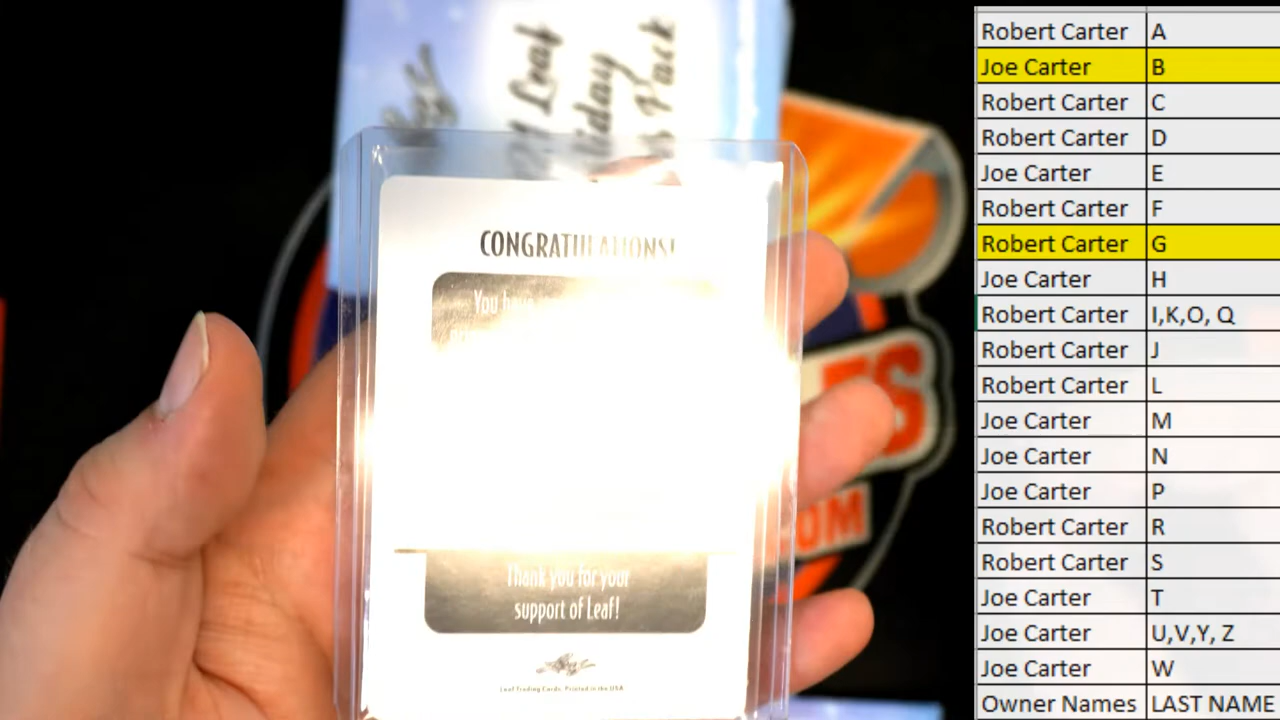 Leaf
Pack
CONGRATULATIONS!
You have
Thank you for your
support of Leaf!
Leaf Trading Cards. Printed in the USA
OM
Robert Carter A
Joe Carter B
Robert Carter C
Robert Carter D
Joe Carter E
Robert Carter F
Robert Carter G
Joe Carter H
Robert Carter I,K,O, Q
Robert Carter J
Robert Carter L
Joe Carter M
Joe Carter N
Joe Carter P
Robert Carter R
Robert Carter S
Joe Carter T
Joe Carter U,V,Y, Z
Joe Carter W
Owner Names LAST NAME